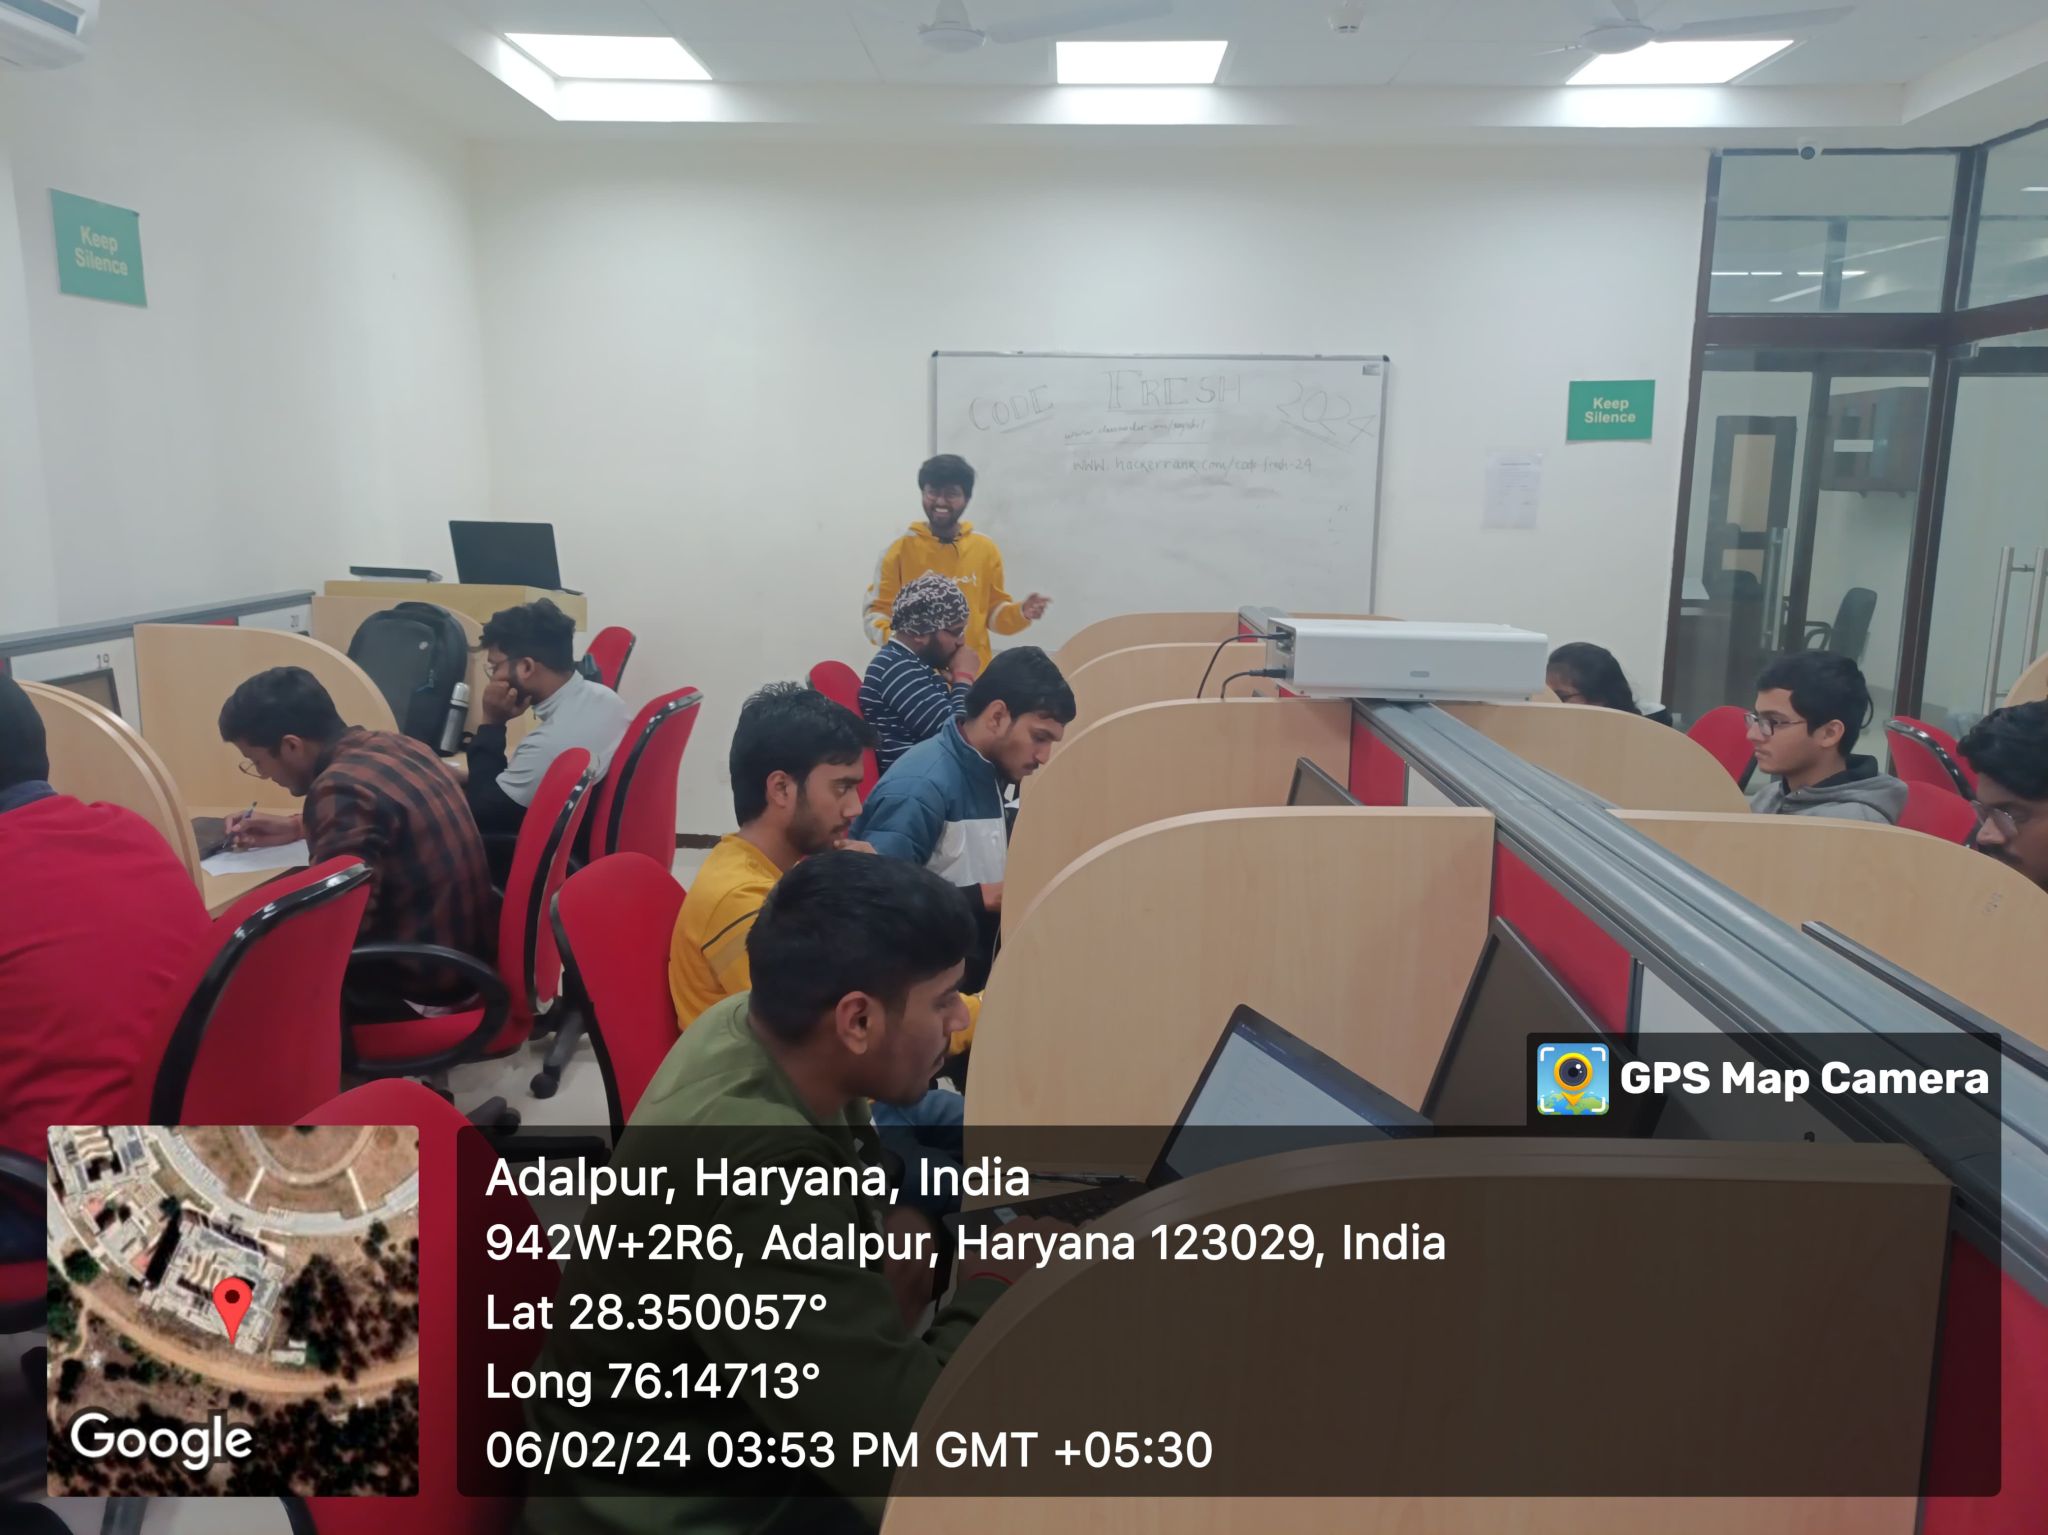 Keep
Silence
CODE FRESH 2024
www.hackerrank.com/code-fresh-24
Keep
Silence
20
19
GPS Map Camera
Adalpur, Haryana, India
942W+2R6, Adalpur, Haryana 123029, India
Lat 28.350057°
Long 76.14713°
06/02/24 03:53 PM GMT +05:30
Google